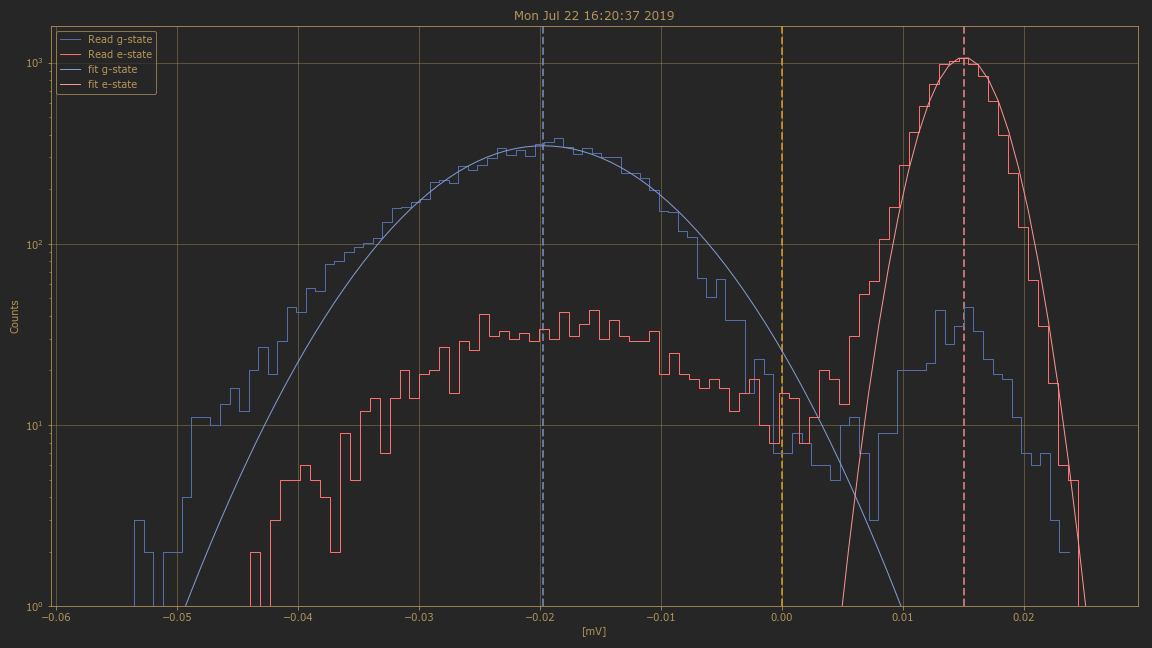 Mon Jul 22 16:20:37 2019
Read g-state
Read e-state
fit g-state
fit e-state
Counts
10³
10²
10¹
10⁰
−0.06 −0.05 −0.04 −0.03 −0.02 −0.01 0.00 0.01 0.02
[mV]